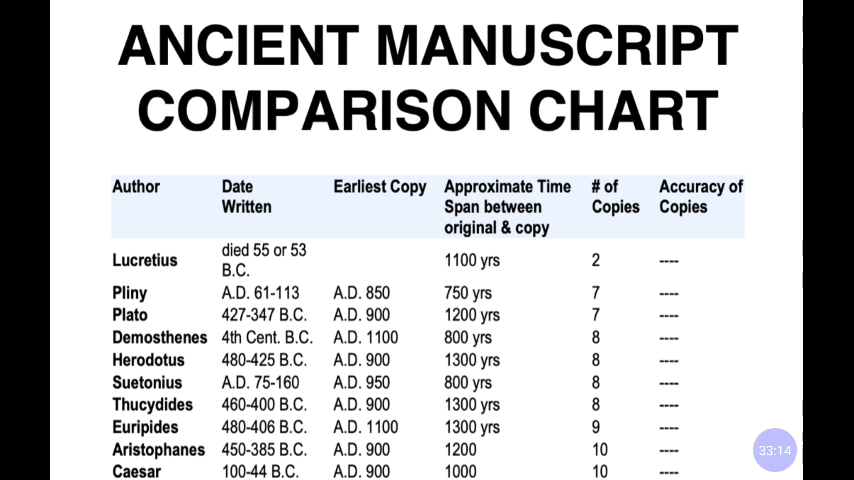 ANCIENT MANUSCRIPT
COMPARISON CHART
Author Date Written Earliest Copy Approximate Time Span between original & copy # of Copies Accuracy of Copies
Lucretius died 55 or 53 B.C. 1100 yrs 2 ----
Pliny A.D. 61-113 A.D. 850 750 yrs 7 ----
Plato 427-347 B.C. A.D. 900 1200 yrs 7 ----
Demosthenes 4th Cent. B.C. A.D. 1100 800 yrs 8 ----
Herodotus 480-425 B.C. A.D. 900 1300 yrs 8 ----
Suetonius A.D. 75-160 A.D. 950 800 yrs 8 ----
Thucydides 460-400 B.C. A.D. 900 1300 yrs 8 ----
Euripides 480-406 B.C. A.D. 1100 1300 yrs 9 ----
Aristophanes 450-385 B.C. A.D. 900 1200 10 ----
Caesar 100-44 B.C. A.D. 900 1000 10 ----
33:14